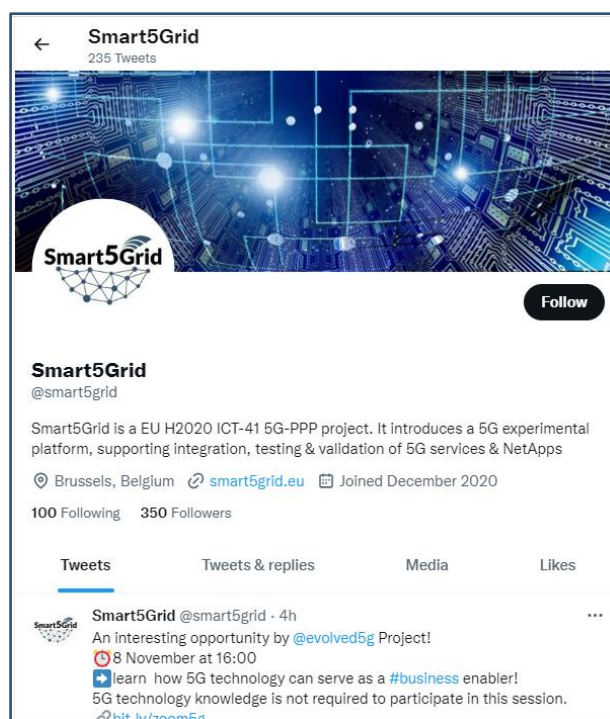 Smart5Grid
235 Tweets
Smart5Grid
Follow
Smart5Grid
@smart5grid
Smart5Grid is a EU H2020 ICT-41 5G-PPP project. It introduces a 5G experimental
platform, supporting integration, testing & validation of 5G services & NetApps
Brussels, Belgium smart5grid.eu Joined December 2020
100 Following 350 Followers
Tweets Tweets & replies Media Likes
Smart5Grid
Smart5Grid @smart5grid · 4h
An interesting opportunity by @evolved5g Project!
⏰8 November at 16:00
➡learn how 5G technology can serve as a #business enabler!
5G technology knowledge is not required to participate in this session.
🔗bit.ly/zoom5g